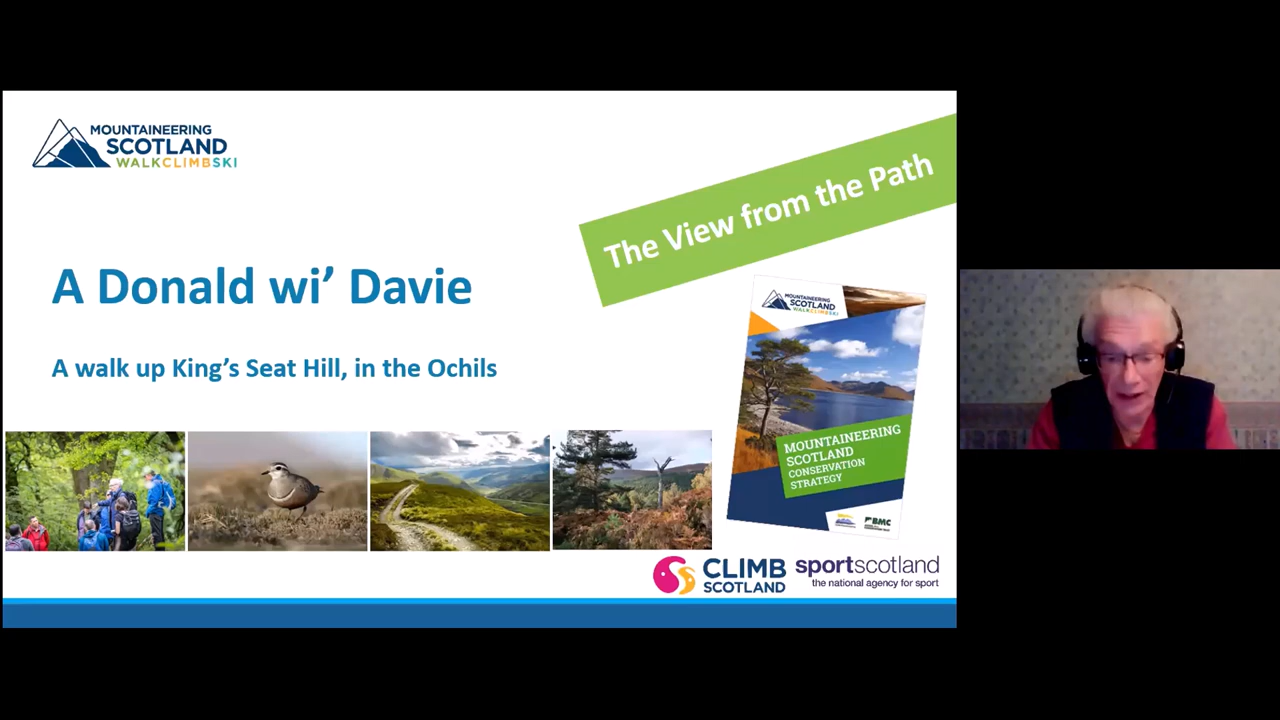 MOUNTAINEERING
SCOTLAND
WALKCLIMBSKI
The View from the Path
A Donald wi’ Davie
A walk up King’s Seat Hill, in the Ochils
MOUNTAINEERING
SCOTLAND
WALKCLIMBSKI
MOUNTAINEERING
SCOTLAND
CONSERVATION
STRATEGY
BMC
CLIMB
SCOTLAND
sportscotland
the national agency for sport